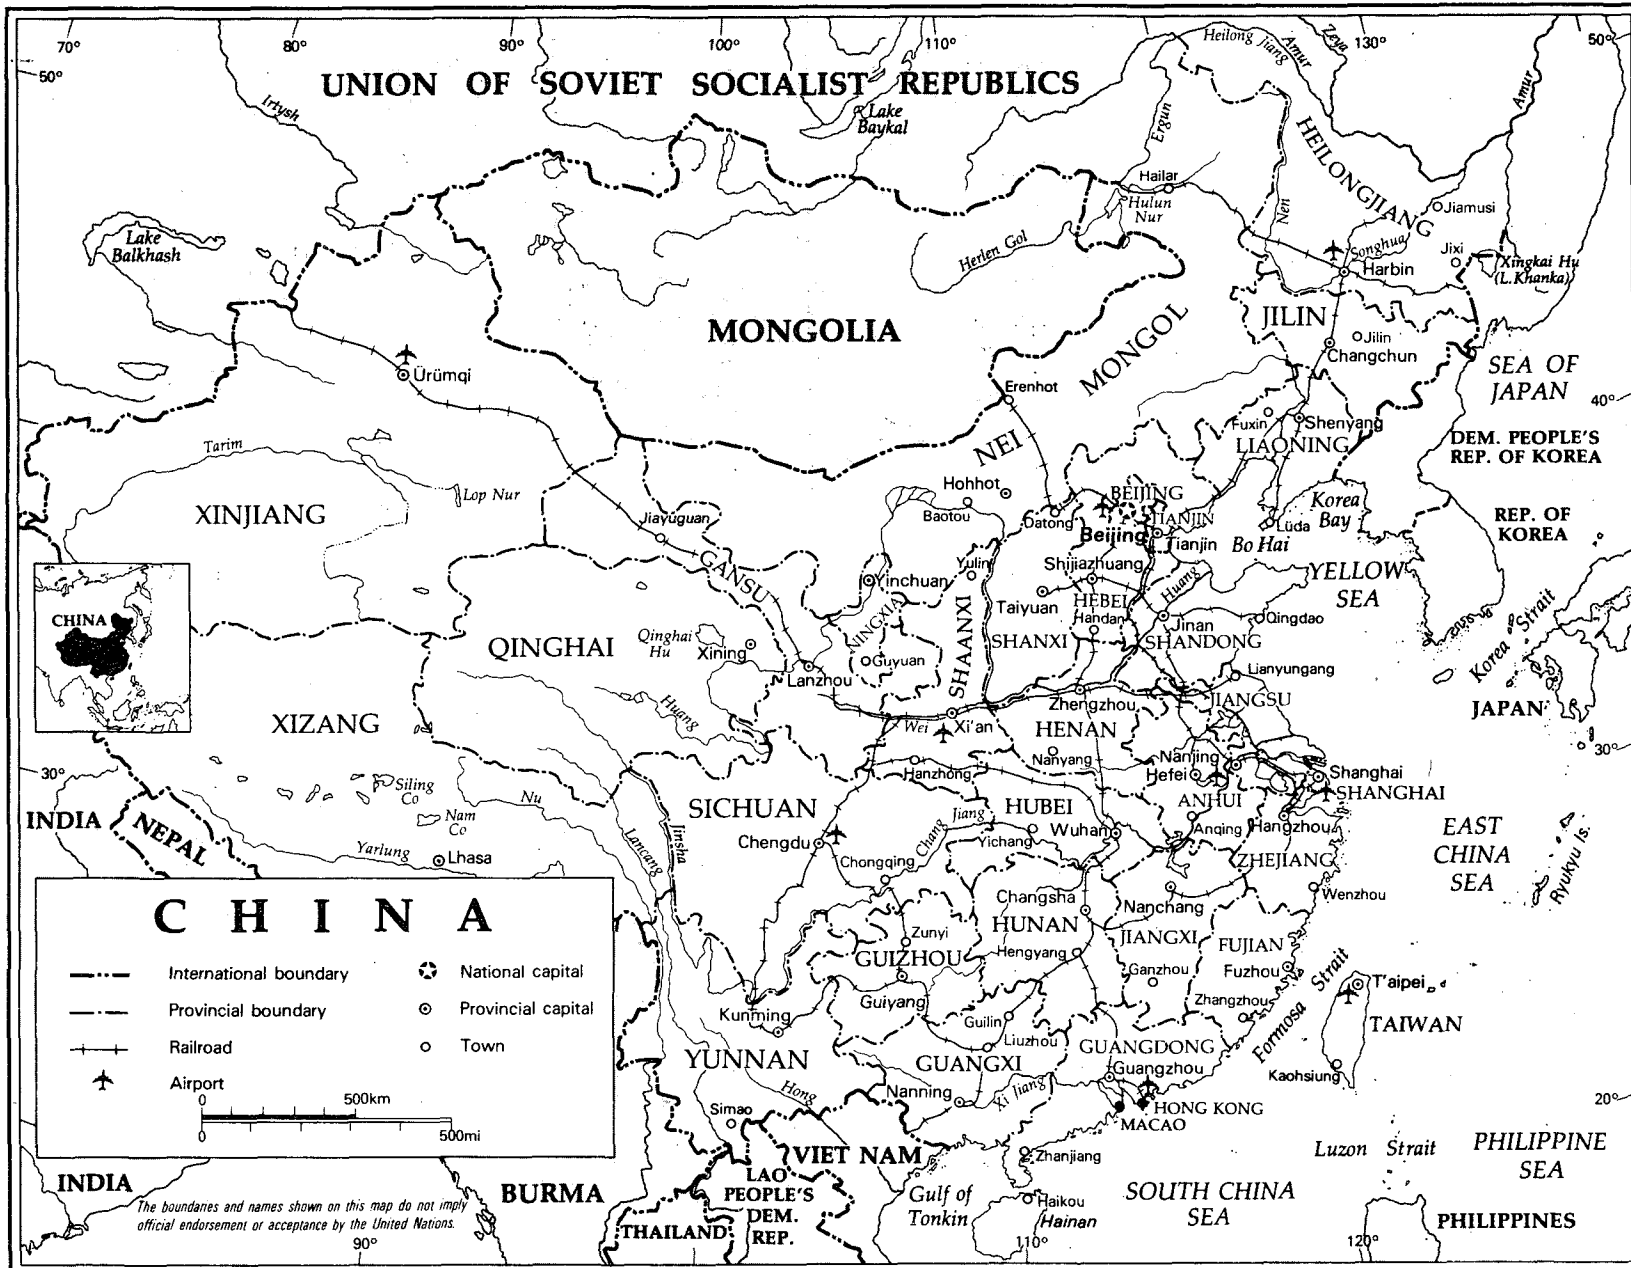 70°
80°
90°
100°
110°
130°
50°
50°
UNION OF SOVIET SOCIALIST REPUBLICS
Irtysh
Lake
Baykal
Heilong Jiang
Amur
Zeya
Amur
Ergun
HEILONGJIANG
Hailar
Hulun
Nur
Nen
Jiamusi
Songhua
Jixi
Xingkai Hu
(L. Khanka)
Harbin
Lake
Balkhash
Herlen Gol
MONGOLIA
JILIN
Jilin
Changchun
SEA OF
JAPAN
40°
Ürümqi
NEI MONGOL
Erenhot
Fuxin
Shenyang
LIAONING
DEM. PEOPLE'S
REP. OF KOREA
Tarim
Lop Nur
XINJIANG
Jiayuguan
Hohhot
Baotou
Datong
BEIJING
Beijing
TIANJIN
Tianjin
Lüda
Korea
Bay
REP. OF
KOREA
Bo Hai
GANSU
Yinchuan
NINGXIA
Yulin
Shijiazhuang
Taiyuan
HEBEI
Handan
Huang
YELLOW
SEA
CHINA
QINGHAI
Qinghai
Hu
Xining
Guyuan
SHAANXI
SHANXI
Jinan
SHANDONG
Qingdao
Korea Strait
Lanzhou
Lianyungang
JIANGSU
JAPAN
XIZANG
Huang
Wei
Xi'an
Zhengzhou
HENAN
Nanyang
Nanjing
Hefei
30°
30°
Hanzhong
Shanghai
SHANGHAI
Siling
Co
Nam
Co
Nu
SICHUAN
HUBEI
ANHUI
INDIA
NEPAL
Yarlung
Lhasa
Lancang
Jinsha
Chengdu
Chongqing
Chang Jiang
Yichang
Wuhan
Anqing
Hangzhou
ZHEJIANG
EAST
CHINA
SEA
Ryukyu Is.
Changsha
HUNAN
Nanchang
JIANGXI
Wenzhou
Zunyi
GUIZHOU
Guiyang
Hengyang
Ganzhou
FUJIAN
Fuzhou
Zhangzhou
Formosa Strait
T'aipei
TAIWAN
Kaohsiung
Kunming
YUNNAN
Guilin
Liuzhou
GUANGXI
GUANGDONG
Guangzhou
Nanning
Xi Jiang
HONG KONG
MACAO
20°
Hong
Simao
VIET NAM
Zhanjiang
Luzon Strait
PHILIPPINE
SEA
CHINA
International boundary
Provincial boundary
Railroad
Airport
National capital
Provincial capital
Town
0
500km
0
500mi
INDIA
The boundaries and names shown on this map do not imply
official endorsement or acceptance by the United Nations.
BURMA
LAO
PEOPLE'S
DEM.
REP.
THAILAND
Gulf of
Tonkin
Haikou
Hainan
SOUTH CHINA
SEA
PHILIPPINES
90°
110°
120°